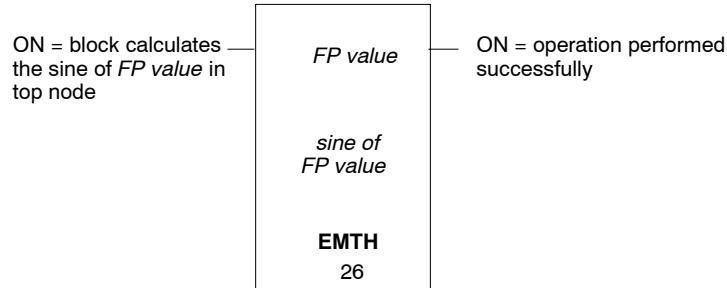 ON = block calculates
the sine of FP value in
top node
FP value
ON = operation performed
successfully
sine of
FP value
EMTH
26